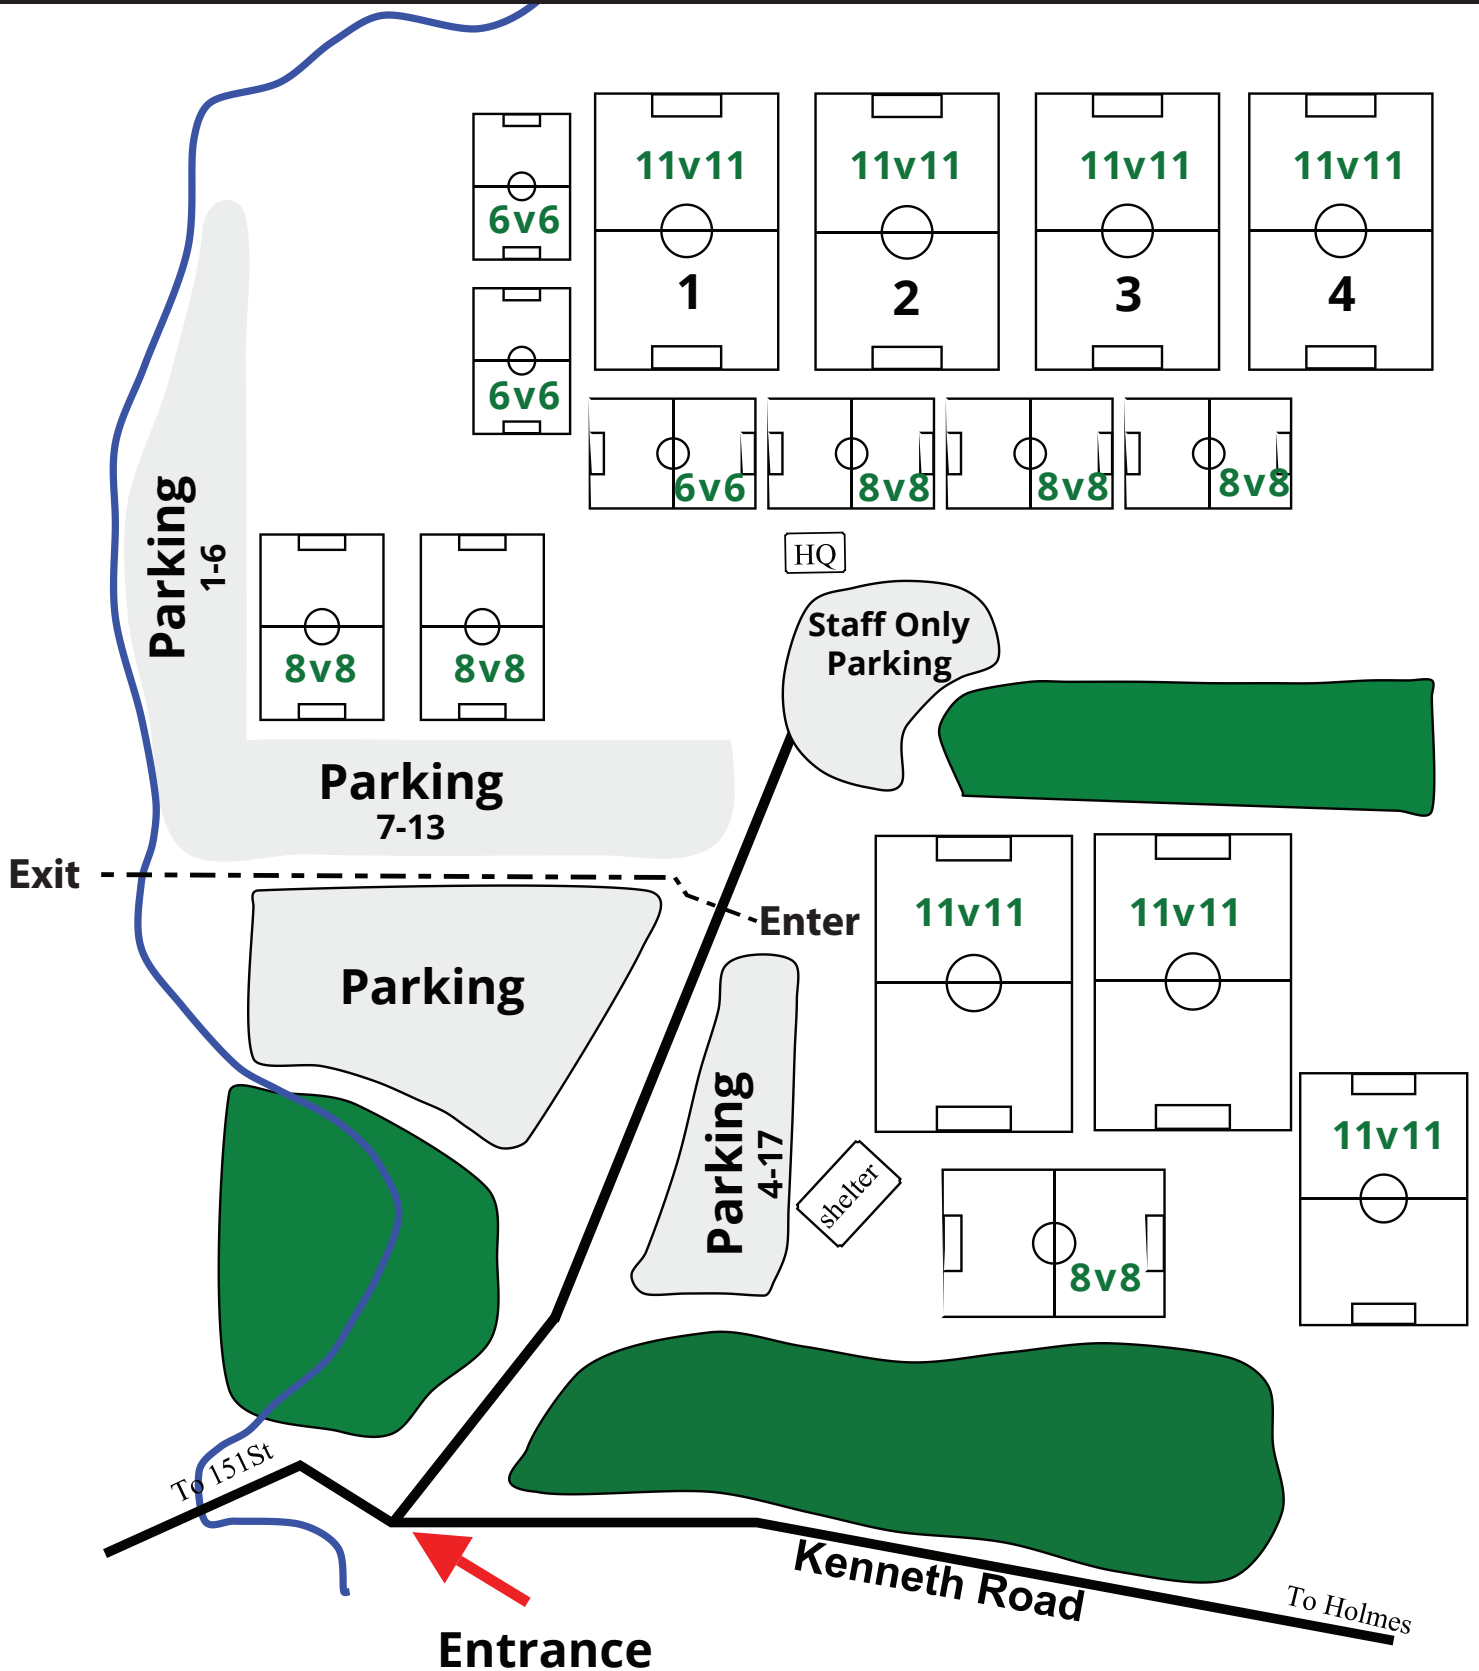 11v11
11v11
11v11
11v11
6v6
1
2
3
4
6v6
6v6
8v8
8v8
8v8
HQ
Parking
1-6
8v8
8v8
Staff Only
Parking
Parking
7-13
Exit
Enter
11v11
11v11
Parking
Parking
4-17
shelter
11v11
8v8
To 151St
Kenneth Road
To Holmes
Entrance